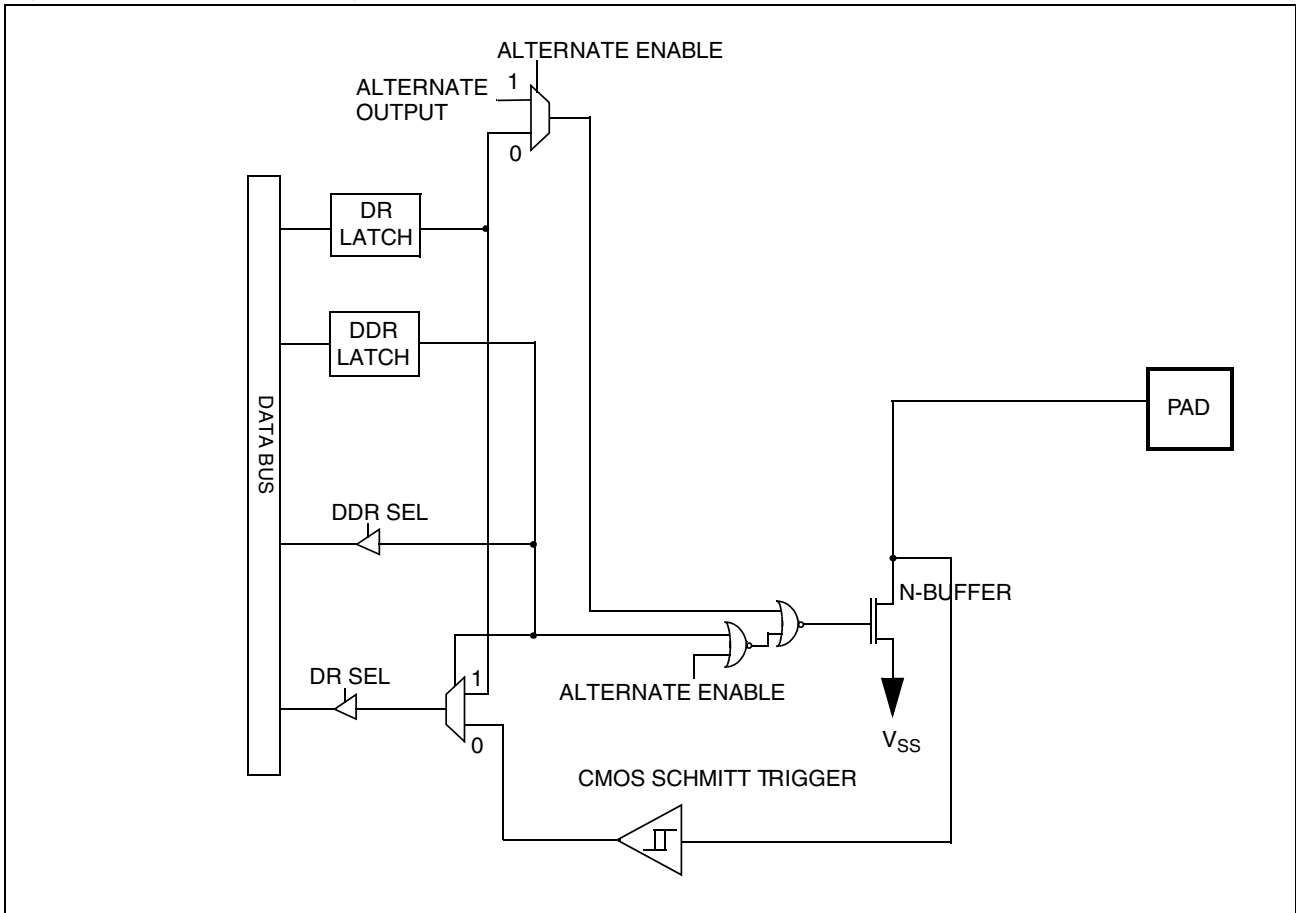 ALTERNATE ENABLE
1
ALTERNATE
OUTPUT
0
DR
LATCH
DDR
LATCH
DATA BUS
PAD
DDR SEL
N-BUFFER
DR SEL
1
ALTERNATE ENABLE
0
VSS
CMOS SCHMITT TRIGGER